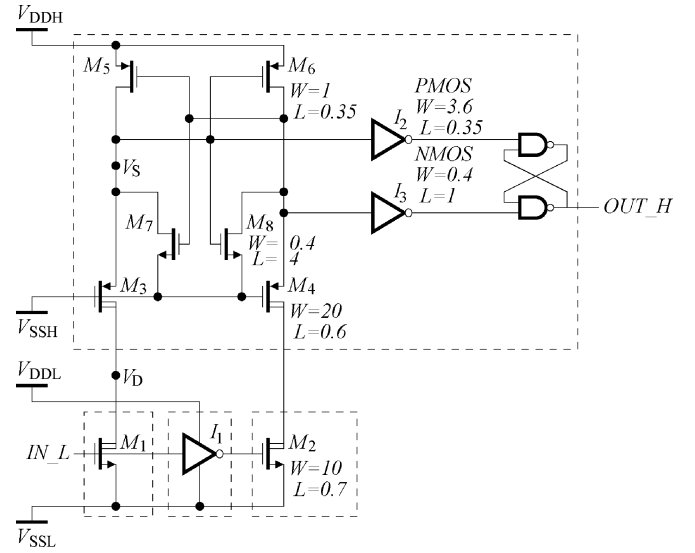 V_DDH
M_5
M_6
W=1
L=0.35
PMOS
W=3.6
L=0.35
I_2
NMOS
W=0.4
L=1
I_3
V_S
M_7
M_8
W= 0.4
L= 4
OUT_H
M_3
M_4
W=20
L=0.6
V_SSH
V_DDL
V_D
IN_L
M_1
I_1
M_2
W=10
L=0.7
V_SSL